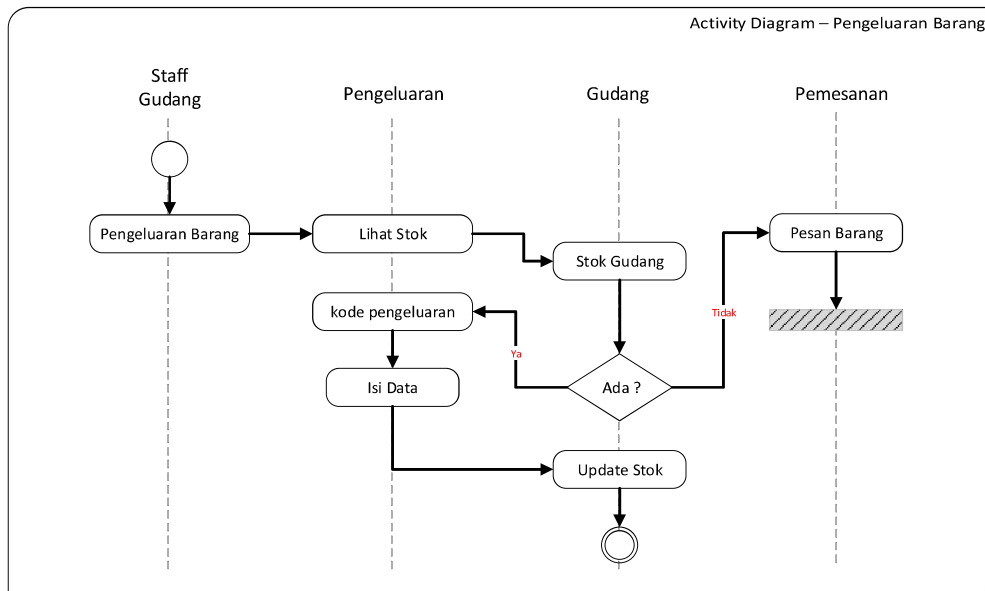 Activity Diagram – Pengeluaran Barang
Staff
Gudang
Pengeluaran
Gudang
Pemesanan
Pengeluaran Barang
Lihat Stok
Stok Gudang
Pesan Barang
kode pengeluaran
Tidak
Ya
Isi Data
Ada ?
Update Stok